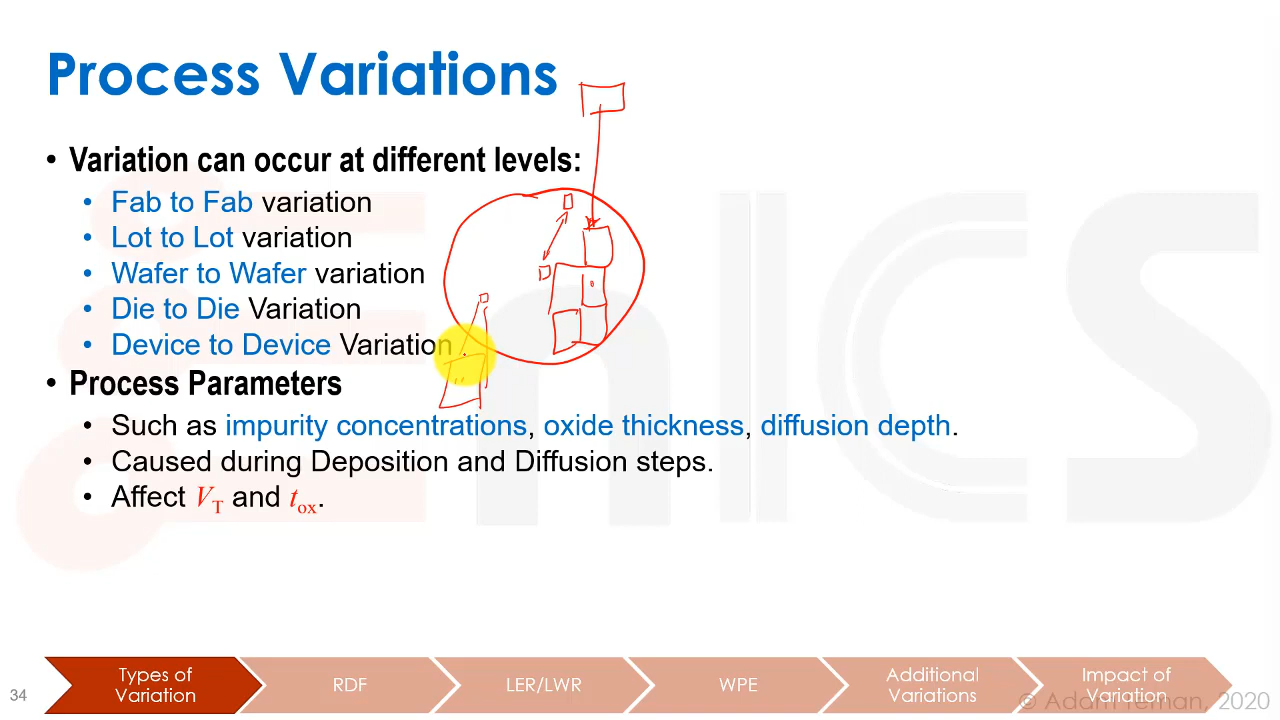 Process Variations
• Variation can occur at different levels:
• Fab to Fab variation
• Lot to Lot variation
• Wafer to Wafer variation
• Die to Die Variation
• Device to Device Variation
• Process Parameters
• Such as impurity concentrations, oxide thickness, diffusion depth.
• Caused during Deposition and Diffusion steps.
• Affect VT and tox.
EnICS
34
Types of
Variation
RDF
LER/LWR
WPE
Additional
Variations
Impact of
Variation
© Adam Teman, 2020